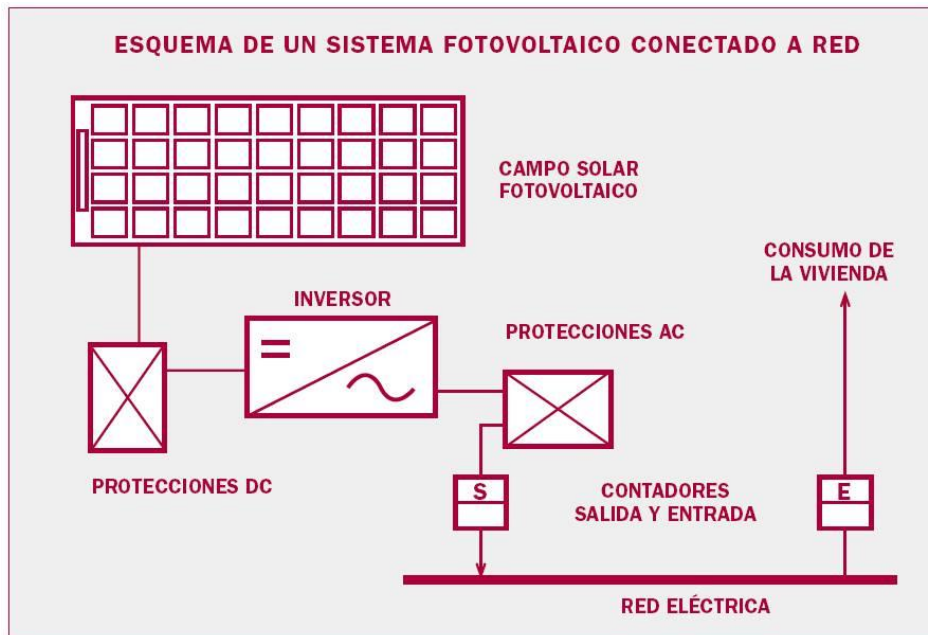 ESQUEMA DE UN SISTEMA FOTOVOLTAICO CONECTADO A RED
CAMPO SOLAR
FOTOVOLTAICO
CONSUMO DE
LA VIVIENDA
INVERSOR
PROTECCIONES AC
PROTECCIONES DC
S
CONTADORES
SALIDA Y ENTRADA
E
RED ELÉCTRICA